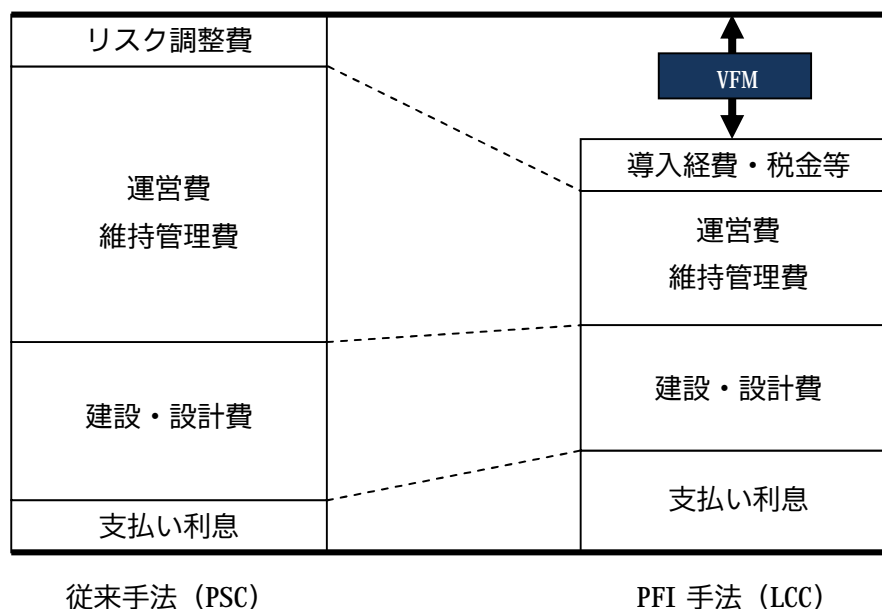 リスク調整費
運営費
維持管理費
建設・設計費
支払い利息
従来手法（PSC）
VFM
導入経費・税金等
運営費
維持管理費
建設・設計費
支払い利息
PFI 手法（LCC）